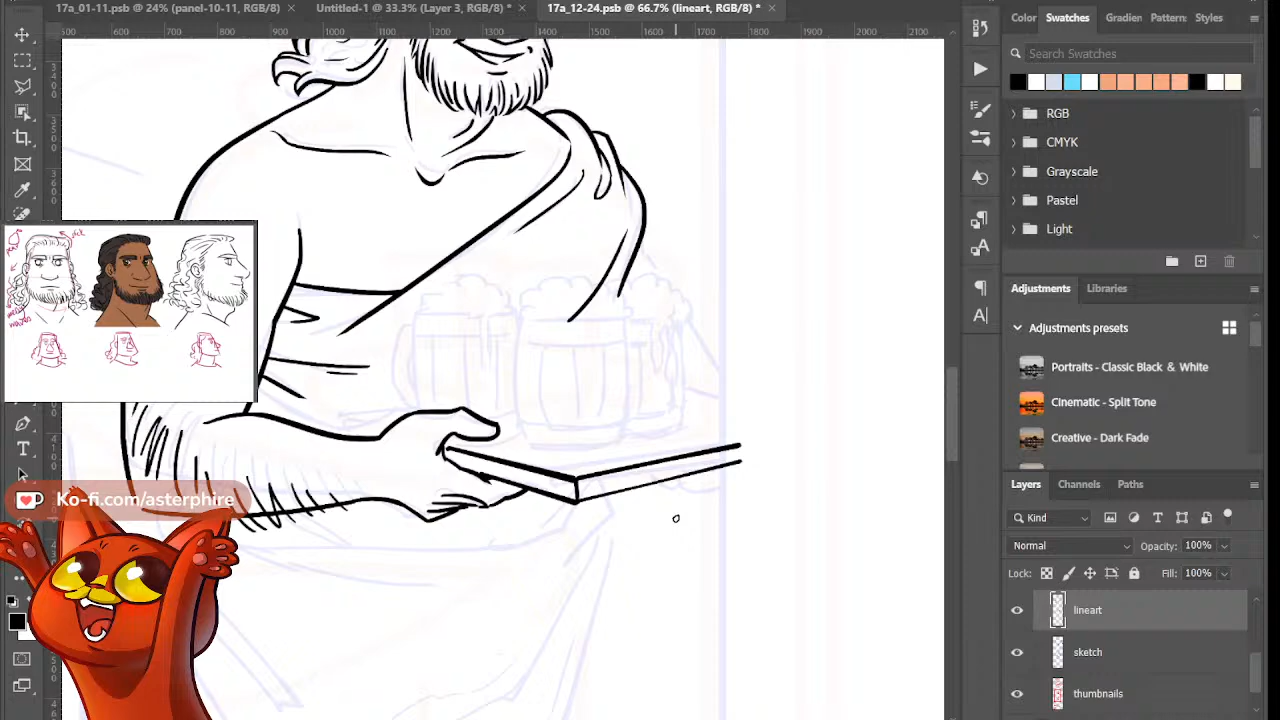 17a_01-11.psb @ 24% (panel-10-11, RGB/8)
Untitled-1 @ 33.3% (Layer 3, RGB/8) *
17a_12-24.psb @ 66.7% (lineart, RGB/8) *
600 700 800 900 1000 1100 1200 1300 1400 1500 1600 1700 1800 1900 2000 2100
Color Swatches Gradien Pattern: Styles
Search Swatches
RGB
CMYK
Grayscale
Pastel
Light
Adjustments Libraries
Adjustments presets
Portraits - Classic Black & White
Cinematic - Split Tone
Creative - Dark Fade
Layers Channels Paths
Kind
Normal Opacity: 100%
Lock: Fill: 100%
lineart
sketch
thumbnails
Ko-fi.com/asterphire